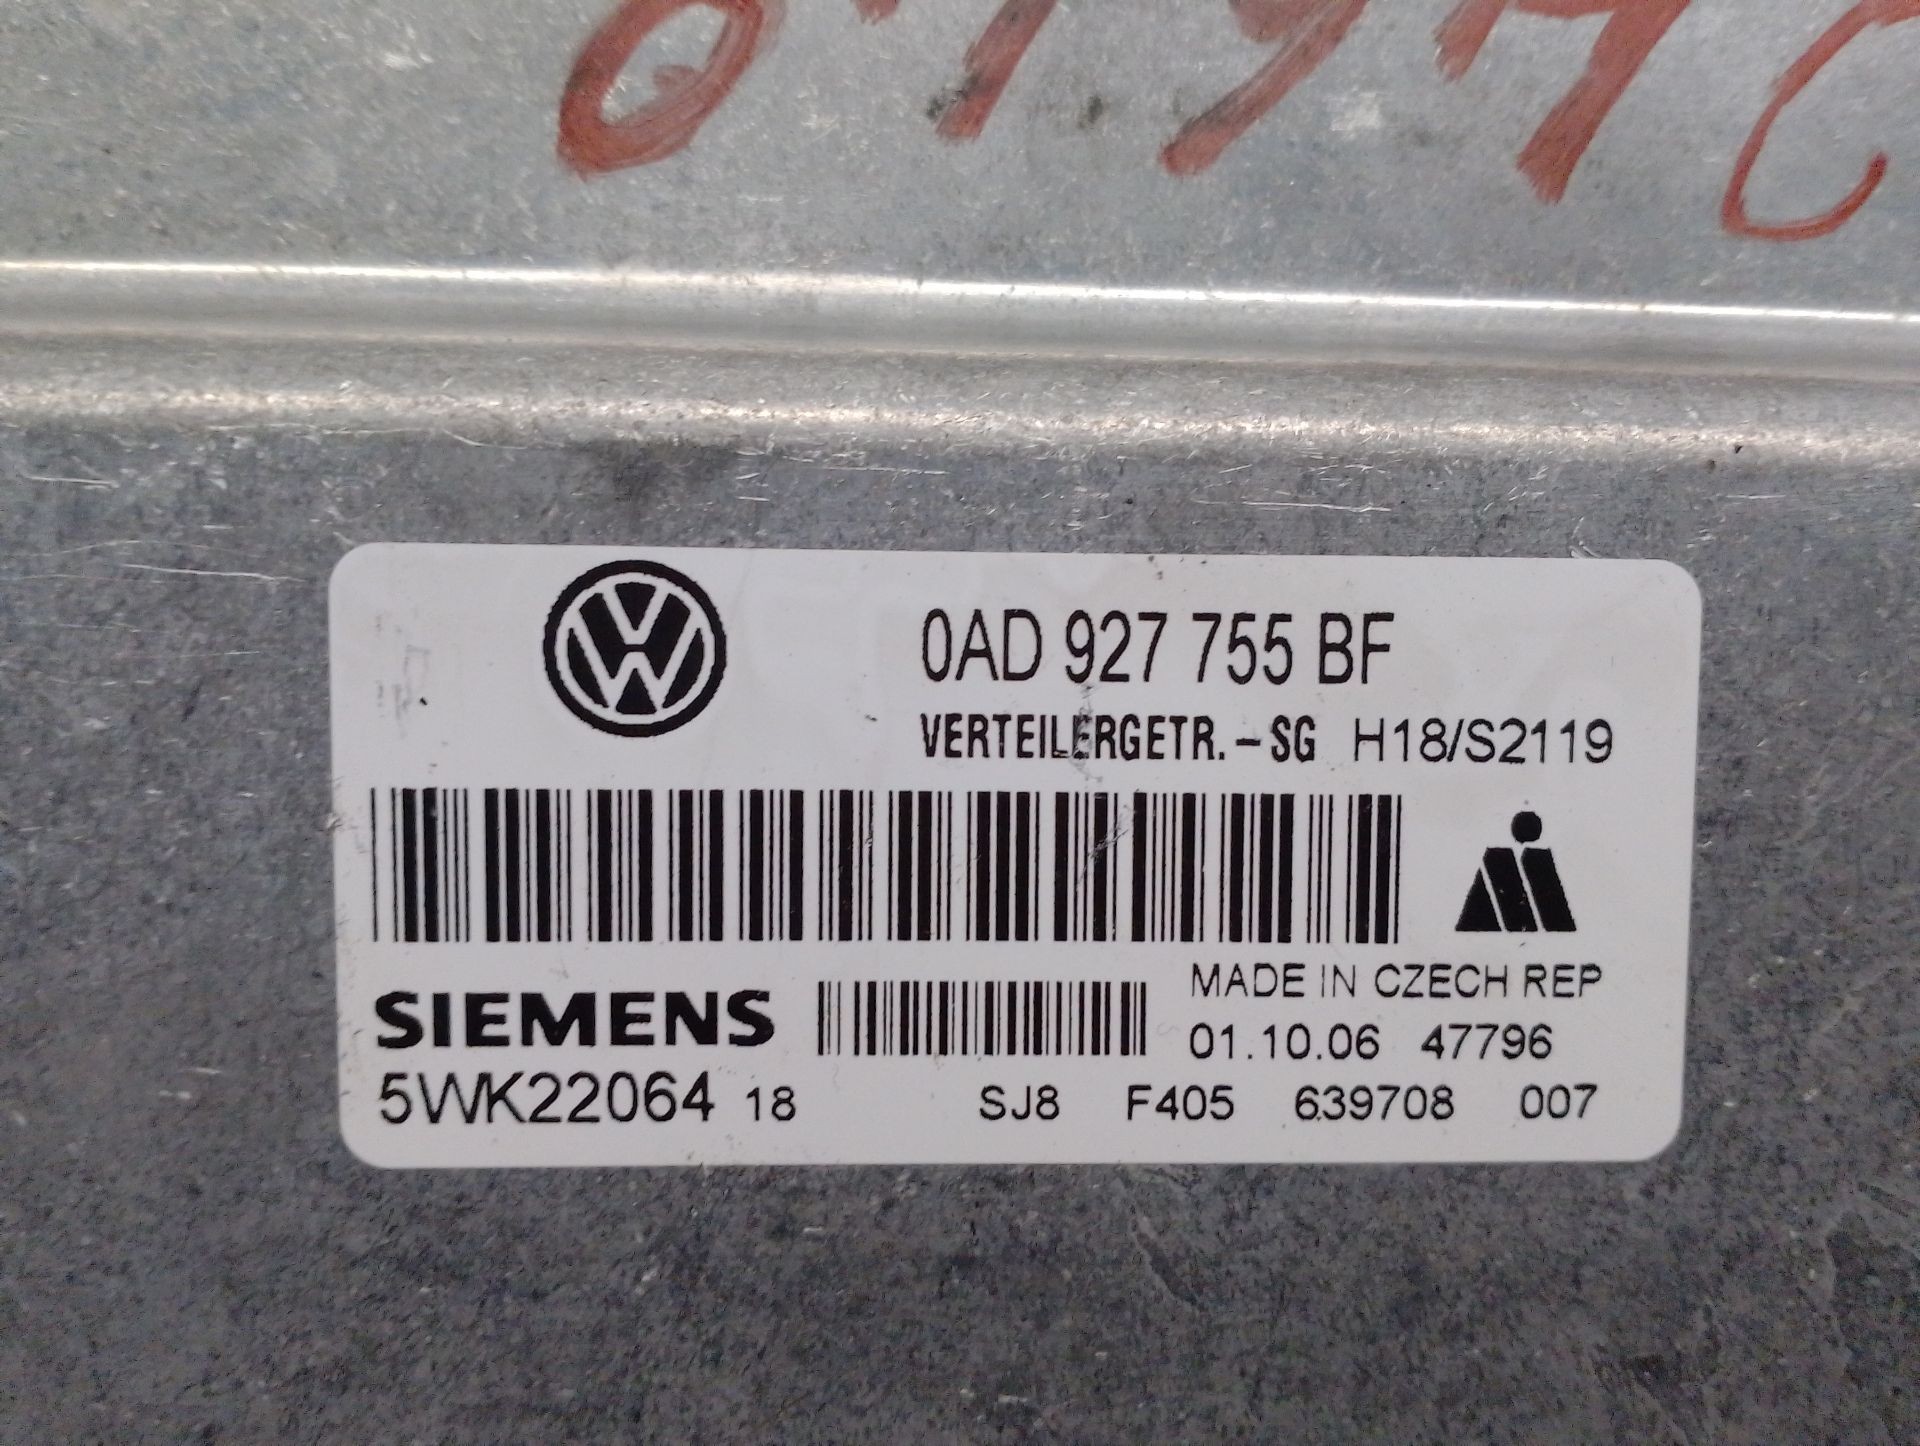 0AD 927 755 BF
VERTEILERGETR. - SG H18/S2119
SIEMENS
MADE IN CZECH REP
01.10.06 47796
5WK22064 18 SJ8 F405 639708 007